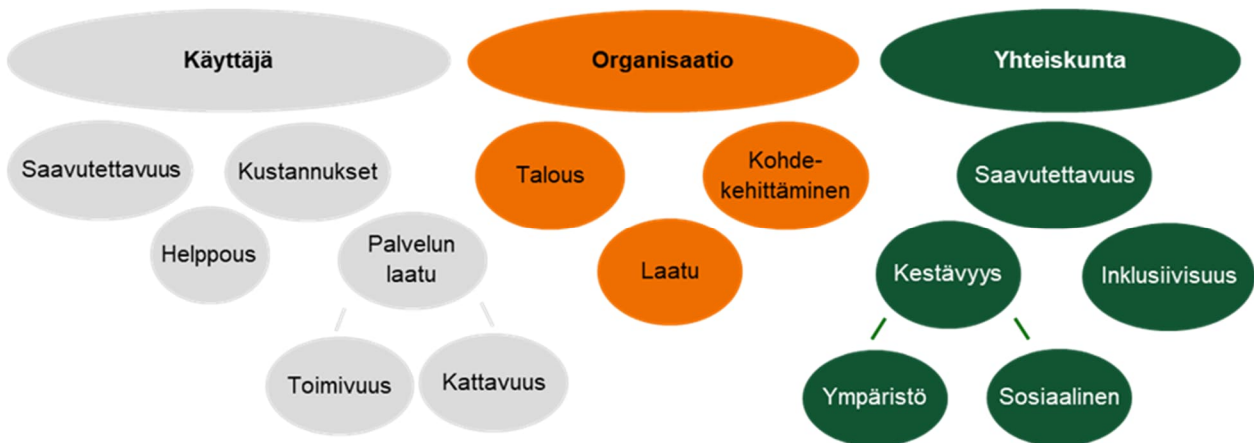 Käyttäjä
Organisaatio
Yhteiskunta
Saavutettavuus
Kustannukset
Helppous
Palvelun
laatu
Toimivuus
Kattavuus
Talous
Kohde-
kehittäminen
Laatu
Saavutettavuus
Kestävyys
Inklusiivisuus
Ympäristö
Sosiaalinen